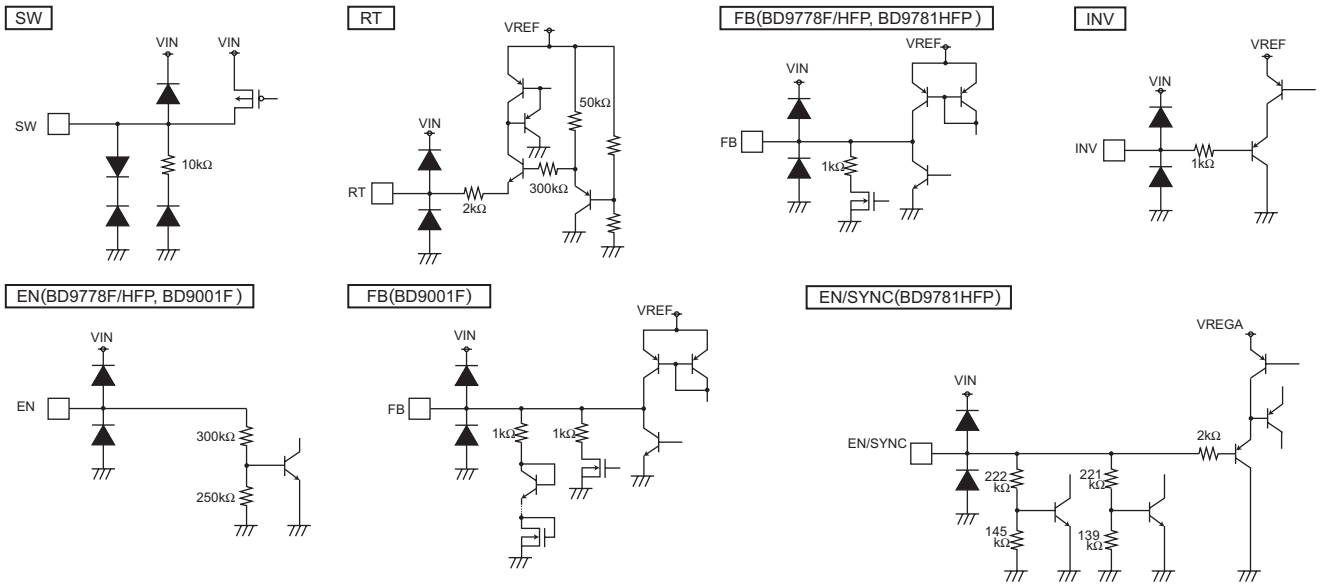 SW
VIN
VIN
SW
10kΩ
RT
VREF
50kΩ
VIN
300kΩ
RT
2kΩ
FB(BD9778F/HFP, BD9781HFP)
VREF
VIN
FB
1kΩ
INV
VREF
VIN
INV
1kΩ
EN(BD9778F/HFP, BD9001F)
VIN
EN
300kΩ
250kΩ
FB(BD9001F)
VREF
VIN
FB
1kΩ
1kΩ
EN/SYNC(BD9781HFP)
VREGA
VIN
EN/SYNC
2kΩ
222
kΩ
221
kΩ
145
kΩ
139
kΩ